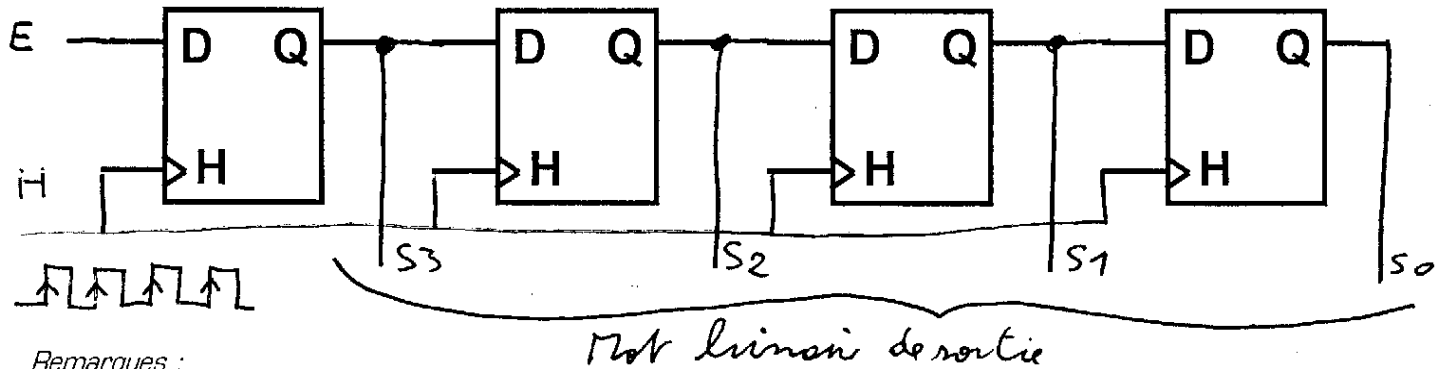 E D Q D Q D Q D Q
H H H H H
S3 S2 S1 S0
Mot binaire de sortie
Remarques :